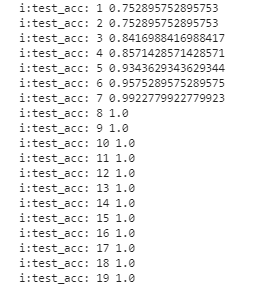 i:test_acc: 1 0.752895752895753
i:test_acc: 2 0.752895752895753
i:test_acc: 3 0.8416988416988417
i:test_acc: 4 0.8571428571428571
i:test_acc: 5 0.9343629343629344
i:test_acc: 6 0.9575289575289575
i:test_acc: 7 0.9922779922779923
i:test_acc: 8 1.0
i:test_acc: 9 1.0
i:test_acc: 10 1.0
i:test_acc: 11 1.0
i:test_acc: 12 1.0
i:test_acc: 13 1.0
i:test_acc: 14 1.0
i:test_acc: 15 1.0
i:test_acc: 16 1.0
i:test_acc: 17 1.0
i:test_acc: 18 1.0
i:test_acc: 19 1.0